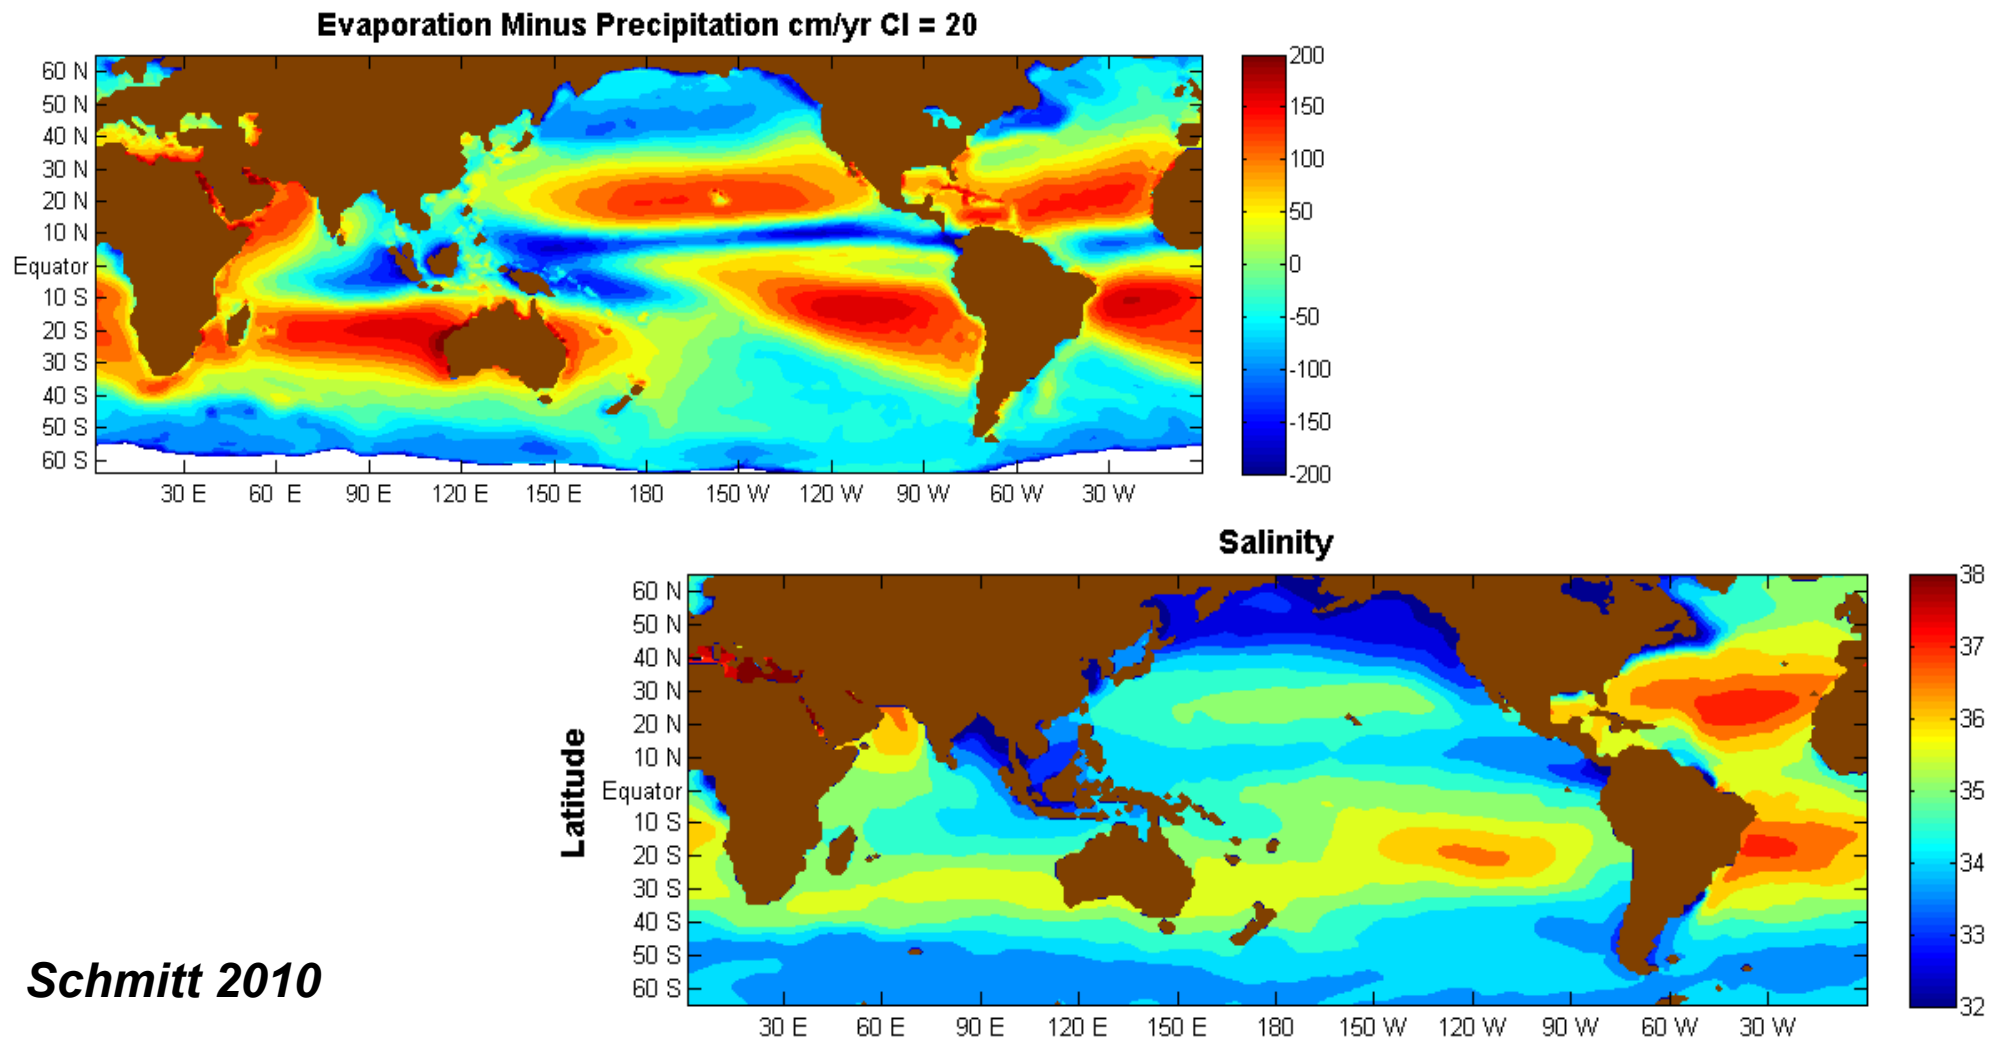 Evaporation Minus Precipitation cm/yr CI = 20
60 N
50 N
40 N
30 N
20 N
10 N
Equator
10 S
20 S
30 S
40 S
50 S
60 S
30 E 60 E 90 E 120 E 150 E 180 150 W 120 W 90 W 60 W 30 W
200
150
100
50
0
-50
-100
-150
-200
Salinity
Latitude
60 N
50 N
40 N
30 N
20 N
10 N
Equator
10 S
20 S
30 S
40 S
50 S
60 S
30 E 60 E 90 E 120 E 150 E 180 150 W 120 W 90 W 60 W 30 W
38
37
36
35
34
33
32
Schmitt 2010